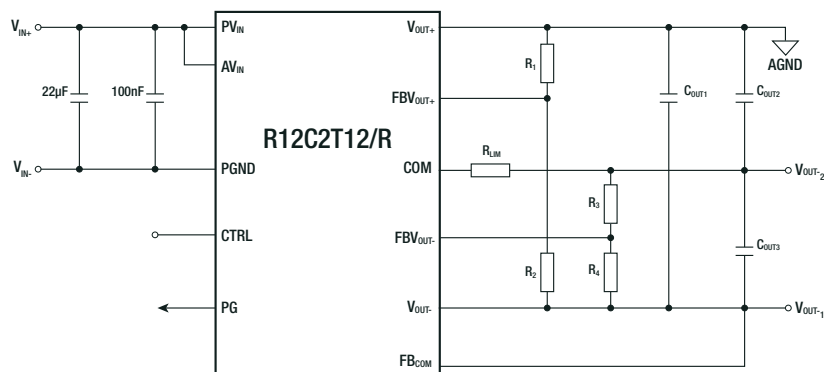 VIN+
PVIN
VOUT+
AVIN
R1
AGND
22µF
100nF
FBVOUT+
COUT1
COUT2
R12C2T12/R
VIN-
PGND
COM
RLIM
VOUT-2
R3
CTRL
FBVOUT-
COUT3
R2
R4
PG
VOUT-
VOUT-1
FBCOM